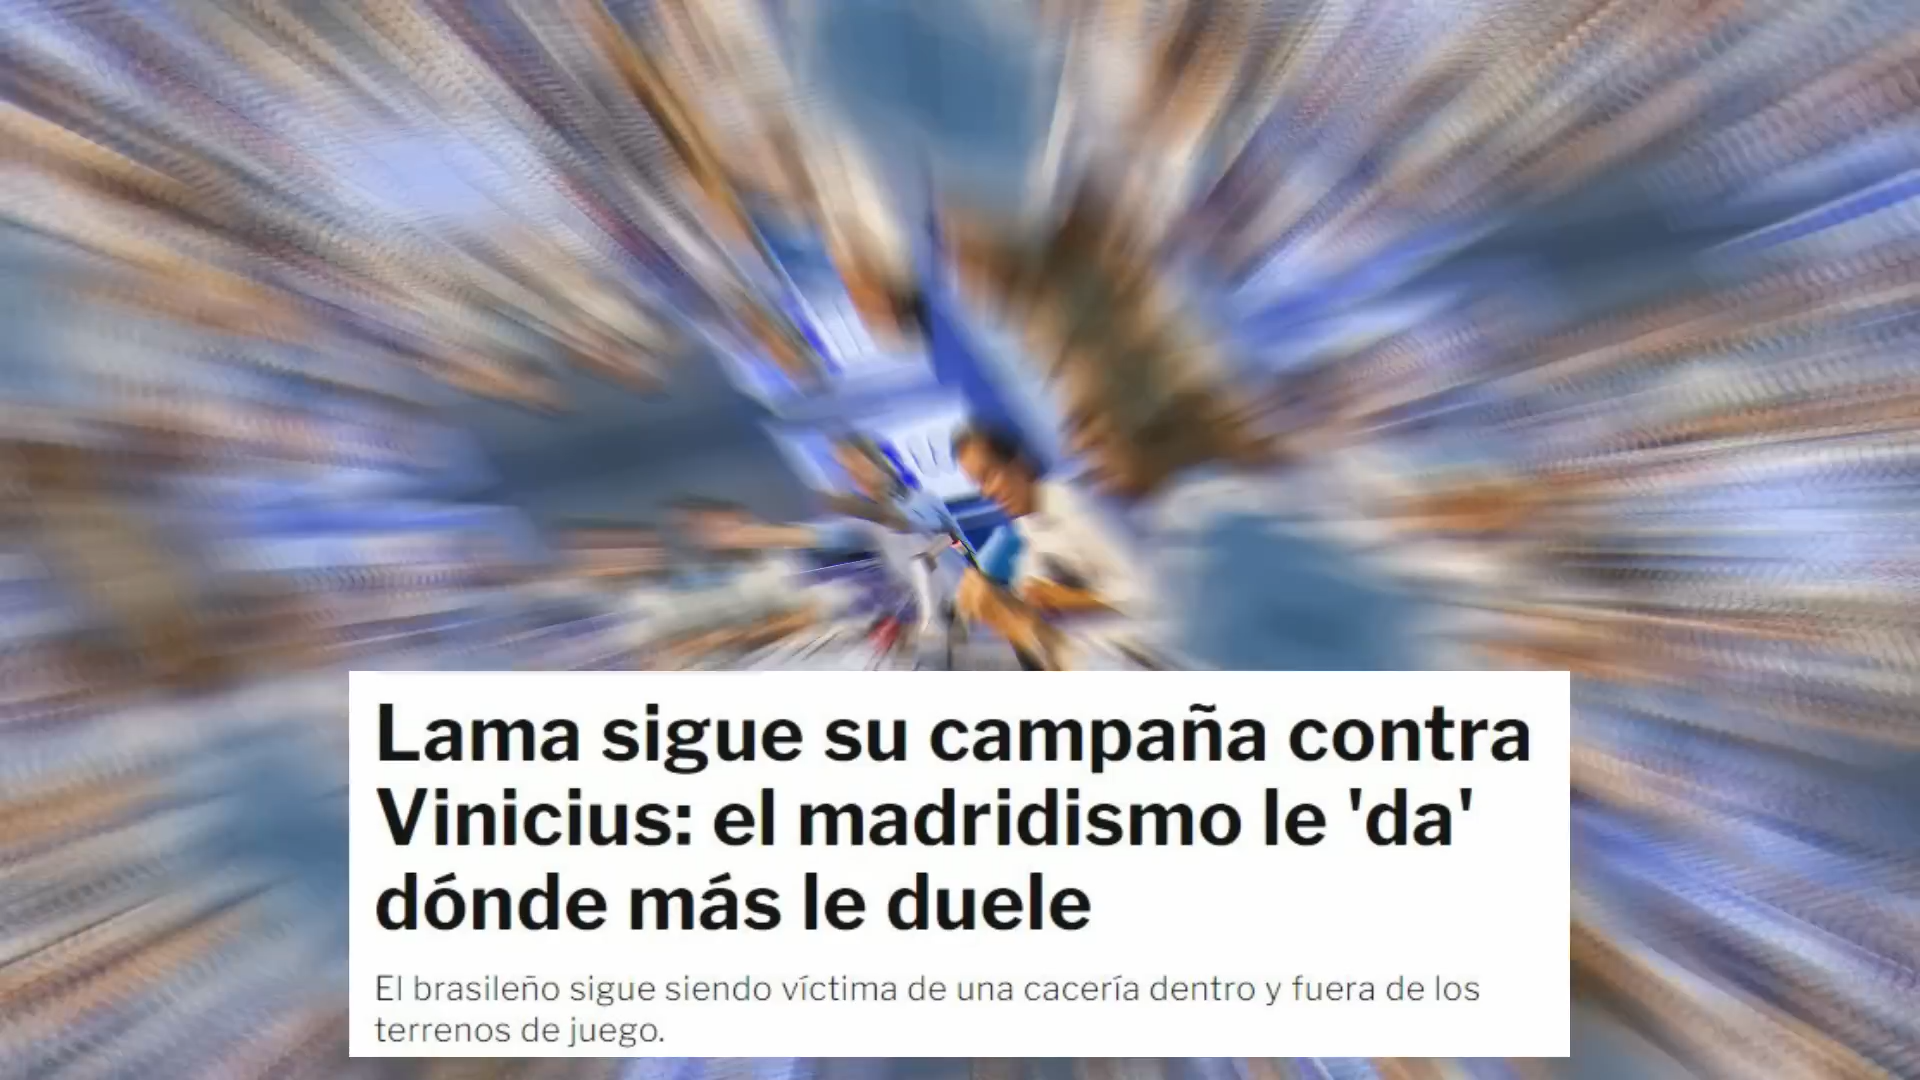 Lama sigue su campaña contra
Vinicius: el madridismo le 'da'
dónde más le duele
El brasileño sigue siendo víctima de una cacería dentro y fuera de los
terrenos de juego.